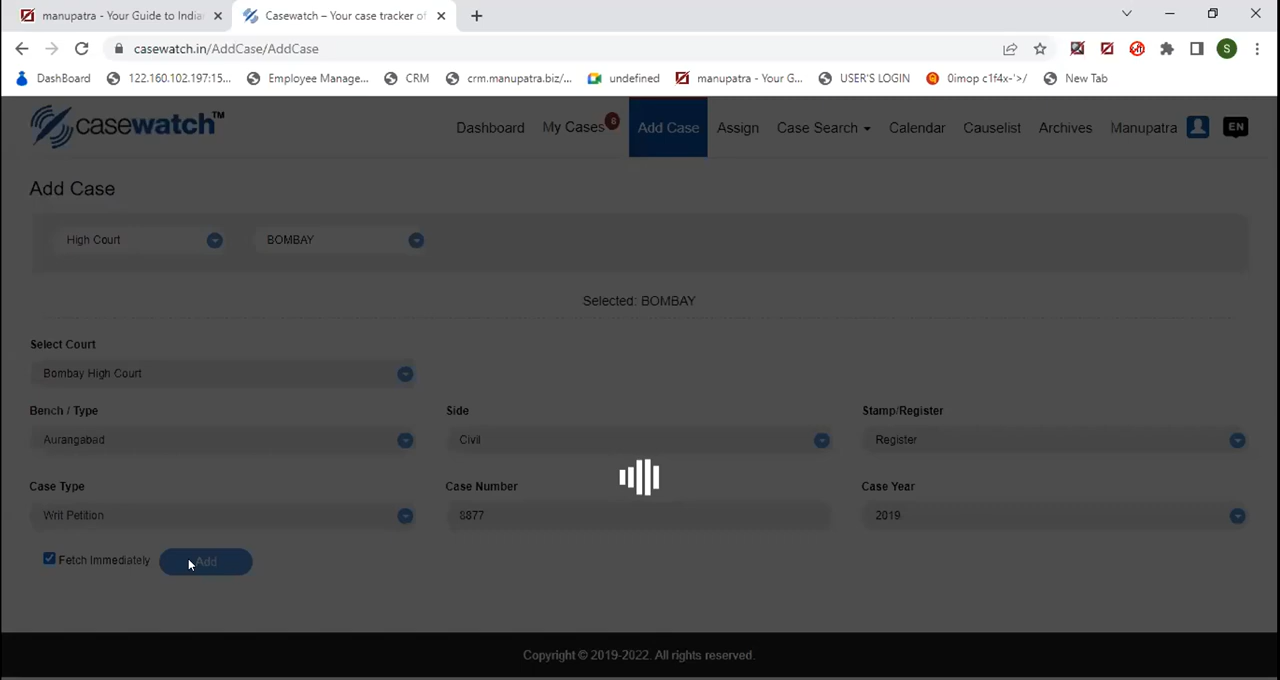 manupatra - Your Guide to India
Casewatch – Your case tracker of
casewatch.in/AddCase/AddCase
S
DashBoard
122.160.102.197:15...
Employee Manage...
CRM
crm.manupatra.biz/...
undefined
manupatra - Your G...
USER'S LOGIN
0imop c1f4x-'>/
New Tab
casewatch™
Dashboard
My Cases
Add Case
Assign
Case Search
Calendar
Causelist
Archives
Manupatra
EN
Add Case
High Court
BOMBAY
Selected: BOMBAY
Select Court
Bombay High Court
Bench / Type
Side
Stamp/Register
Aurangabad
Civil
Register
Case Type
Case Number
Case Year
Writ Petition
8877
2019
Fetch Immediately
Add
Copyright © 2019-2022. All rights reserved.